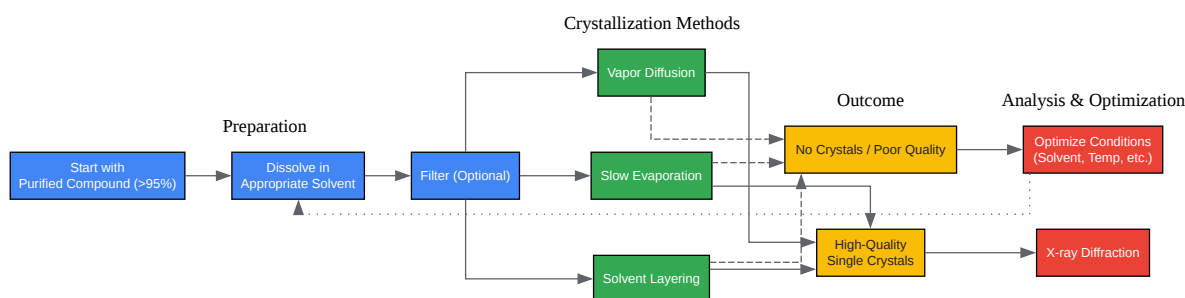 Crystallization Methods
Vapor Diffusion
Outcome
Analysis & Optimization
Preparation
No Crystals / Poor Quality
Optimize Conditions
(Solvent, Temp, etc.)
Start with
Purified Compound (>95%)
Dissolve in
Appropriate Solvent
Filter (Optional)
Slow Evaporation
High-Quality
Single Crystals
X-ray Diffraction
Solvent Layering